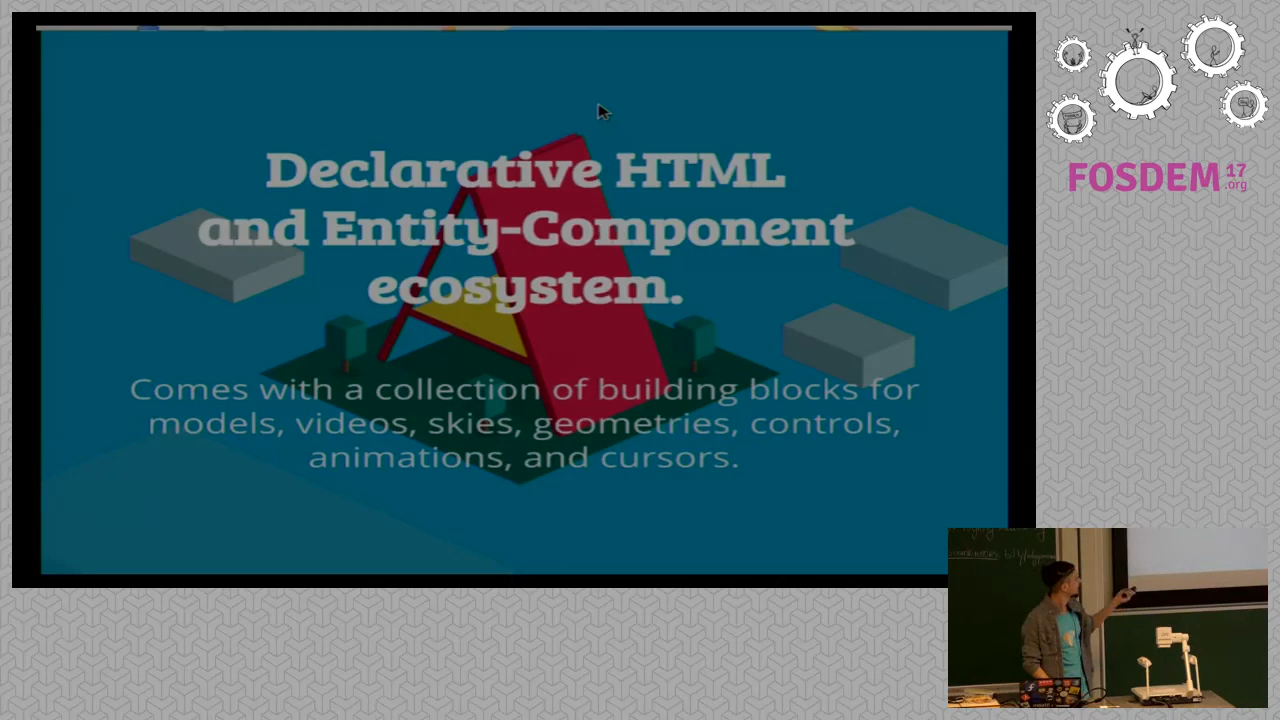 Declarative HTML
and Entity-Component
ecosystem.
Comes with a collection of building blocks for
models, videos, skies, geometries, controls,
animations, and cursors.
FOSDEM 17
.org